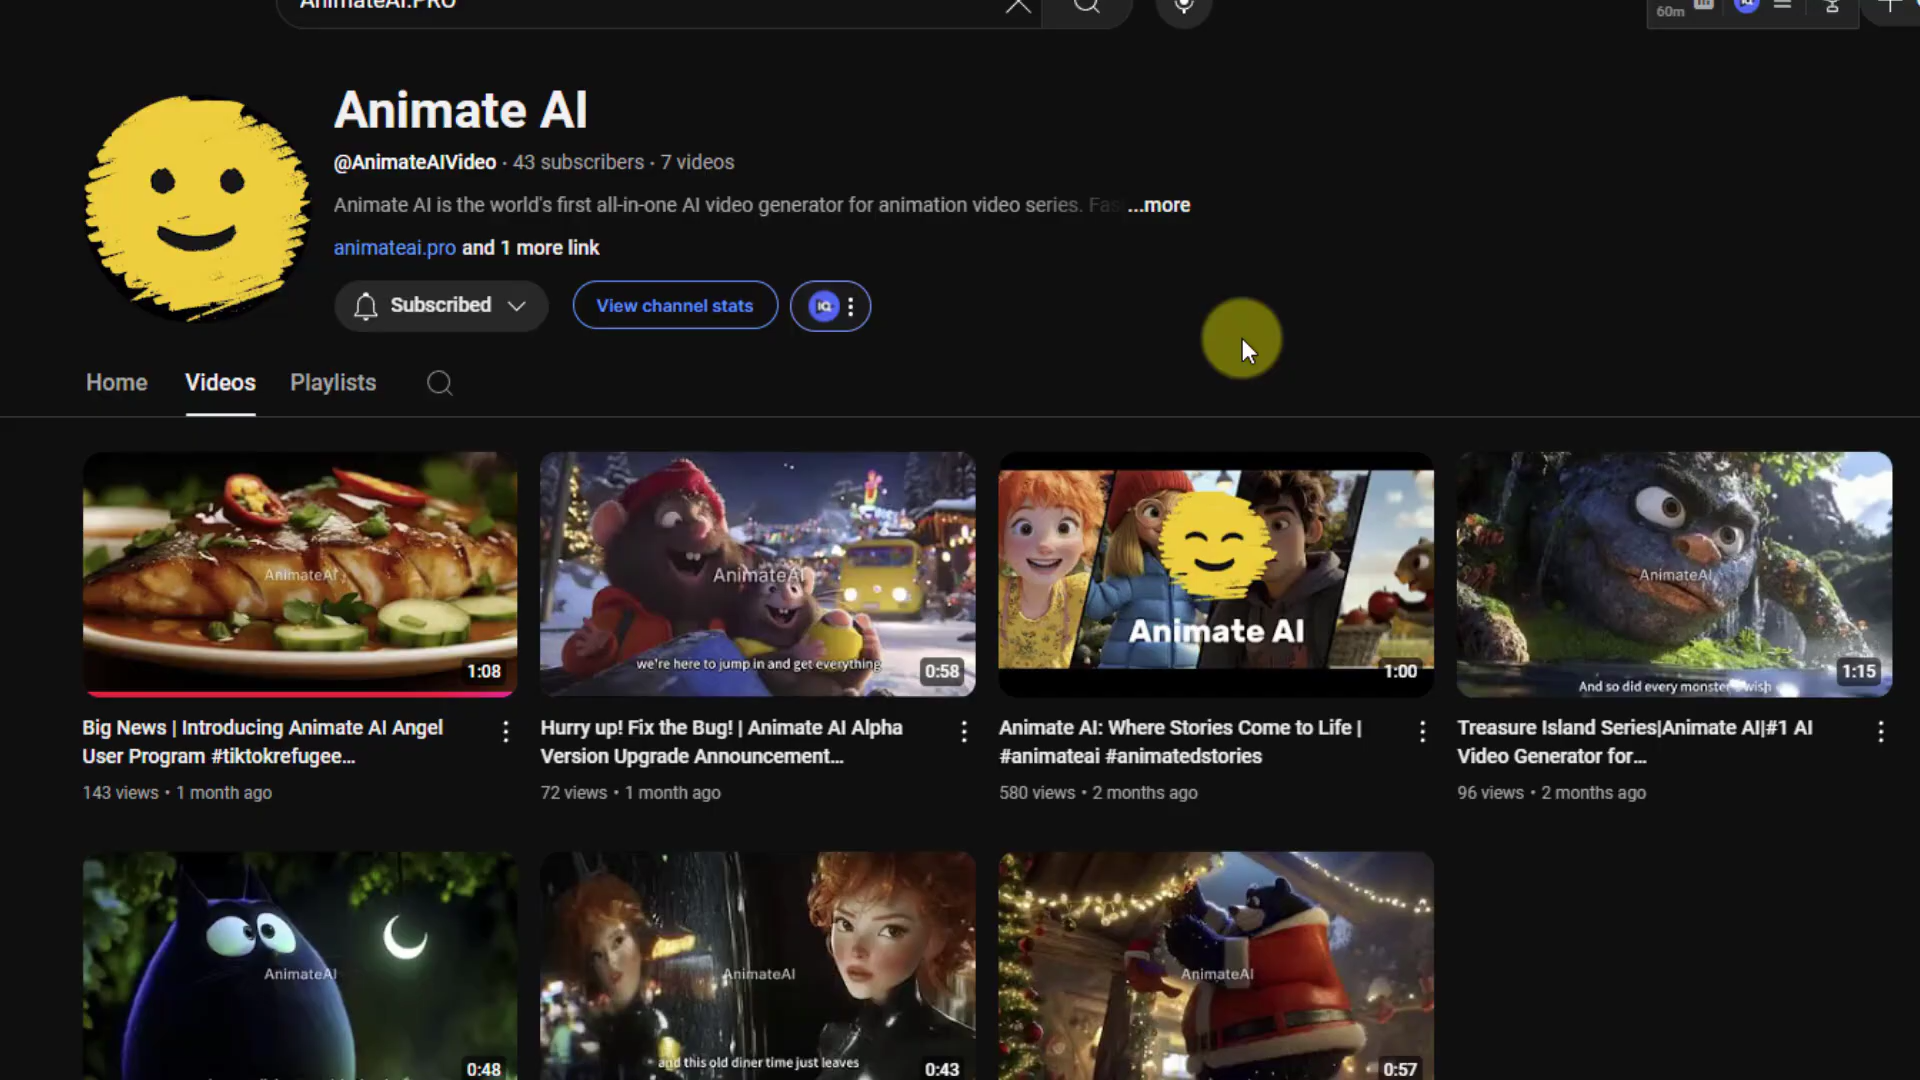 AnimateAI.PRO
60m
Animate AI
@AnimateAIVideo · 43 subscribers · 7 videos
Animate AI is the world's first all-in-one AI video generator for animation video series. Fas ...more
animateai.pro and 1 more link
Subscribed
View channel stats
IQ
Home
Videos
Playlists
AnimateAI
1:08
AnimateAI
we're here to jump in and get everything
0:58
Animate AI
1:00
AnimateAI
And so did every monster's wish
1:15
Big News | Introducing Animate AI Angel
User Program #tiktokrefugee...
143 views • 1 month ago
Hurry up! Fix the Bug! | Animate AI Alpha
Version Upgrade Announcement...
72 views • 1 month ago
Animate AI: Where Stories Come to Life |
#animateai #animatedstories
580 views • 2 months ago
Treasure Island Series|Animate AI|#1 AI
Video Generator for...
96 views • 2 months ago
AnimateAI
0:48
AnimateAI
and this old diner time just leaves
0:43
AnimateAI
0:57